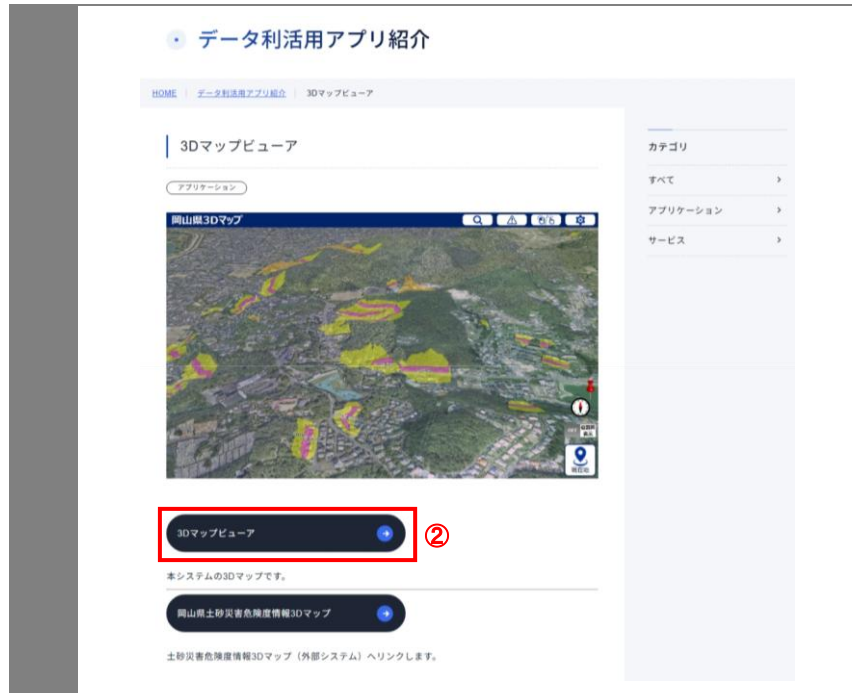 データ利活用アプリ紹介
HOME データ利活用アプリ紹介 3Dマップビューア
3Dマップビューア
アプリケーション
岡山県3Dマップ
現在地
3Dマップビューア
②
本システムの3Dマップです。
岡山県土砂災害危険度情報3Dマップ
土砂災害危険度情報3Dマップ（外部システム）へリンクします。
カテゴリ
すべて
アプリケーション
サービス